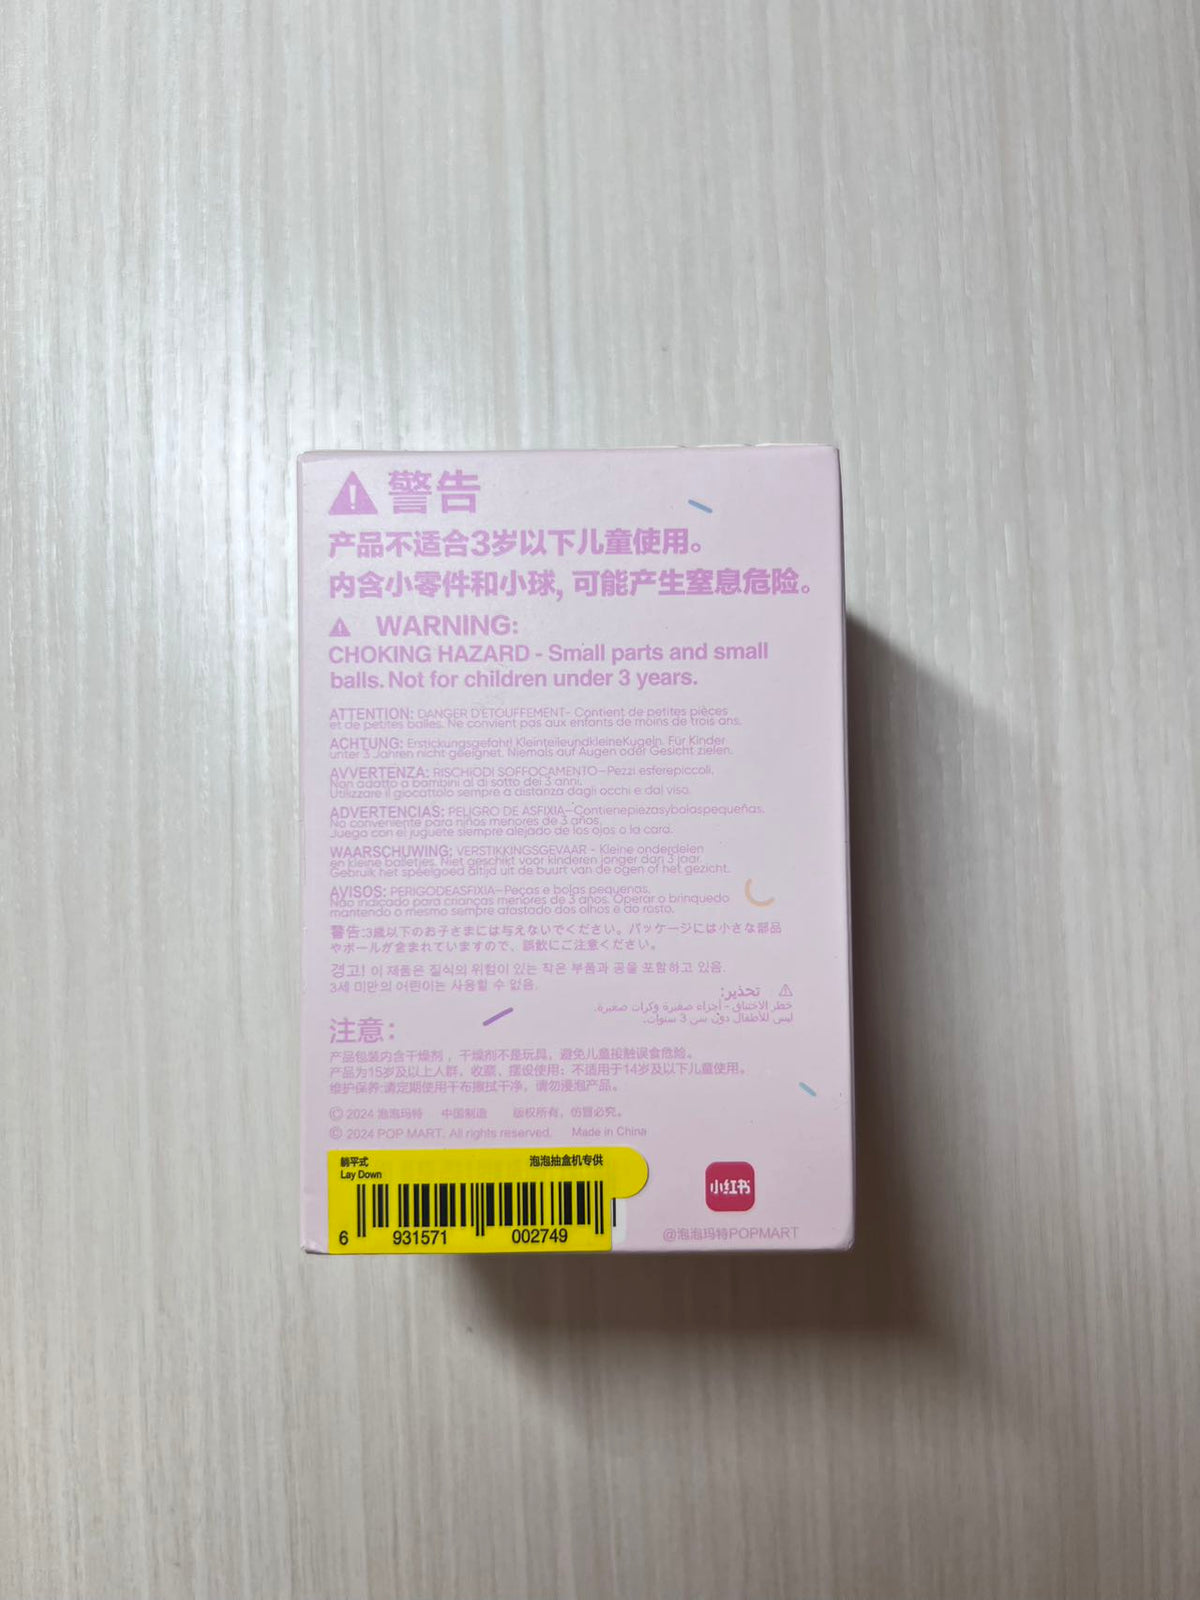 警告
产品不适合3岁以下儿童使用。
内含小零件和小球, 可能产生窒息危险。
WARNING:
CHOKING HAZARD - Small parts and small
balls. Not for children under 3 years.
ATTENTION: DANGER D'ETOUFFEMENT- Contient de petites pièces
et de petites balles. Ne convient pas aux enfants de moins de trois ans.
ACHTUNG: Erstickungsgefahr! KleinteileundkleineKugeln. Für Kinder
unter 3 Jahren nicht geeignet. Niemals auf Augen oder Gesicht zielen.
AVVERTENZA: RISCHIODI SOFFOCAMENTO—Pezzi esferepiccoli.
Non adatto a bambini al di sotto dei 3 anni.
Utilizzare il giocattolo sempre a distanza dagli occhi e dal viso.
ADVERTENCIAS: PELIGRO DE ASFIXIA—Contienepiezasybolaspequeñas.
No conveniente para niños menores de 3 años.
Juega con el juguete siempre alejado de los ojos o la cara.
WAARSCHUWING: VERSTIKKINGSGEVAAR - Kleine onderdelen
en kleine balletjes. Niet geschikt voor kinderen jonger dan 3 jaar.
Gebruik het speelgoed altijd uit de buurt van de ogen of het gezicht.
AVISOS: PERIGODEASFIXIA—Peças e bolas pequenas.
Não indicado para crianças menores de 3 años. Operar o brinquedo
mantendo o mesmo sempre afastado dos olhos e do rosto.
警告:3歳以下のお子さまには与えないでください。パッケージには小さな部品
やボールが含まれていますので、誤飲にご注意ください。
경고! 이 제품은 질식의 위험이 있는 작은 부품과 공을 포함하고 있음.
3세 미만의 어린이는 사용할 수 없음.
تحذير:
خطر الاختناق - أجزاء صغيرة وكرات صغيرة.
ليس للأطفال دون سن 3 سنوات.
注意:
产品包装内含干燥剂，干燥剂不是玩具，避免儿童接触误食危险。
产品为15岁及以上人群，收藏、摆设使用；不适用于14岁及以下儿童使用。
维护保养:请定期使用干布擦拭干净，请勿浸泡产品。
© 2024 泡泡玛特 中国制造 版权所有，仿冒必究。
© 2024 POP MART. All rights reserved. Made in China
躺平式 泡泡抽盒机专供
Lay Down
6 931571 002749
小红书
@泡泡玛特POPMART